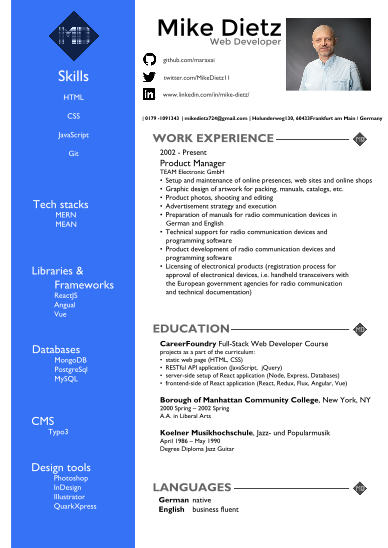 Skills
HTML
CSS
JavaScript
Git
Tech stacks
MERN
MEAN
Libraries &
Frameworks
ReactJS
Angual
Vue
Databases
MongoDB
PostgreSql
MySQL
CMS
Typo3
Design tools
Photoshop
InDesign
Illustrator
QuarkXpress
Mike Dietz
Web Developer
github.com/maraxai
twitter.com/MikeDietz11
www.linkedin.com/in/mike-dietz/
| 0179 -1091343 | mikedietz724@gmail.com | Holunderweg130, 60433Frankfurt am Main / Germany
WORK EXPERIENCE
2002 - Present
Product Manager
TEAM Electronic GmbH
• Setup and maintenance of online presences, web sites and online shops
• Graphic design of artwork for packing, manuals, catalogs, etc.
• Product photos, shooting and editing
• Advertisement strategy and execution
• Preparation of manuals for radio communication devices in
German and English
• Technical support for radio communication devices and
programming software
• Product development of radio communication devices and
programming software
• Licensing of electronical products (registration process for
approval of electronical devices, i.e. handheld transceivers with
the European government agencies for radio communication
and technical documentation)
EDUCATION
CareerFoundry Full-Stack Web Developer Course
projects as a part of the curriculum:
• static web page (HTML, CSS)
• RESTful API application (JavaScript, jQuery)
• server-side setup of React application (Node, Express, Databases)
• frontend-side of React application (React, Redux, Flux, Angular, Vue)
Borough of Manhattan Community College, New York, NY
2000 Spring – 2002 Spring
A.A. in Liberal Arts
Koelner Musikhochschule, Jazz- und Popularmusik
April 1986 – May 1990
Degree Diploma Jazz Guitar
LANGUAGES
German native
English business fluent